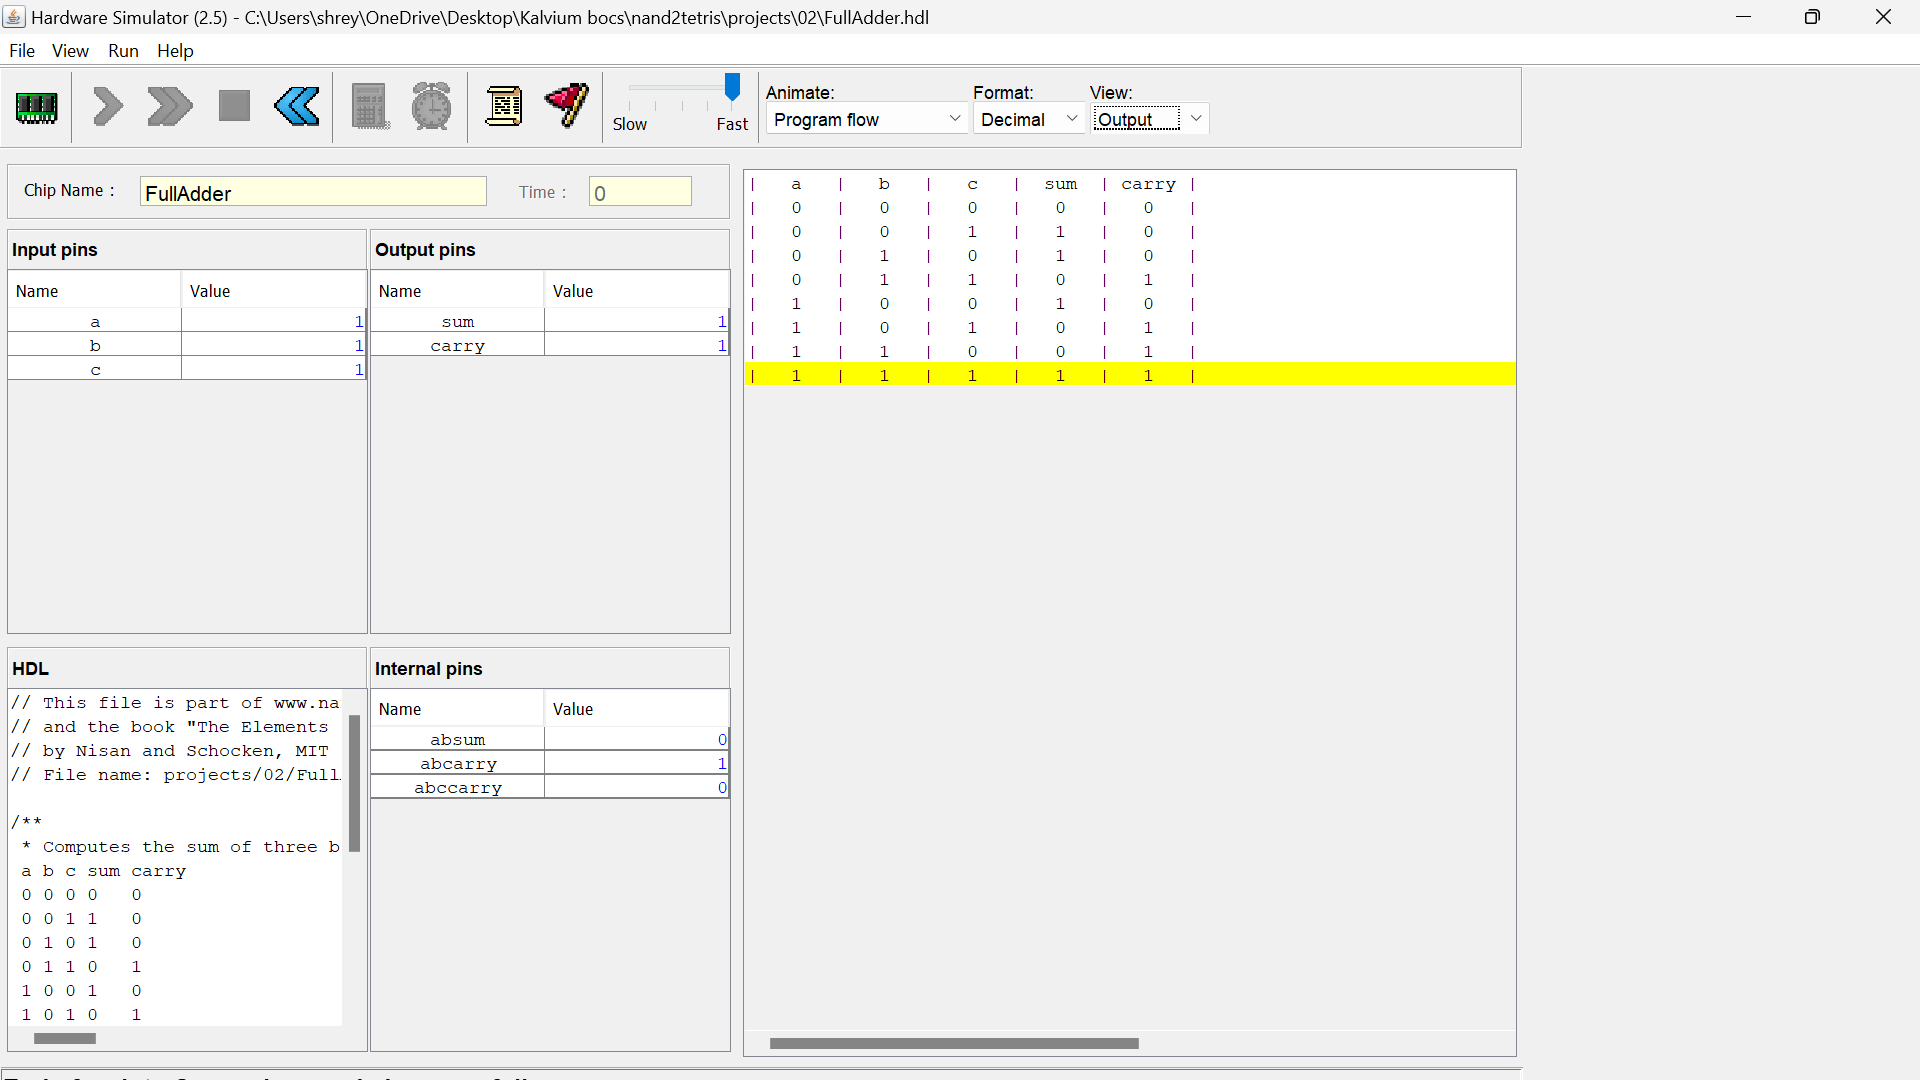 Hardware Simulator (2.5) - C:\Users\shrey\OneDrive\Desktop\Kalvium bocs\nand2tetris\projects\02\FullAdder.hdl
File View Run Help
Slow Fast
Animate: Format: View:
Program flow Decimal Output
Chip Name : FullAdder Time : 0
Input pins
Name Value
a 1
b 1
c 1
Output pins
Name Value
sum 1
carry 1
| a | b | c | sum | carry |
| 0 | 0 | 0 | 0 | 0 |
| 0 | 0 | 1 | 1 | 0 |
| 0 | 1 | 0 | 1 | 0 |
| 0 | 1 | 1 | 0 | 1 |
| 1 | 0 | 0 | 1 | 0 |
| 1 | 0 | 1 | 0 | 1 |
| 1 | 1 | 0 | 0 | 1 |
| 1 | 1 | 1 | 1 | 1 |
HDL
// This file is part of www.na
// and the book "The Elements
// by Nisan and Schocken, MIT
// File name: projects/02/Full
/**
* Computes the sum of three b
a b c sum carry
0 0 0 0 0
0 0 1 1 0
0 1 0 1 0
0 1 1 0 1
1 0 0 1 0
1 0 1 0 1
Internal pins
Name Value
absum 0
abcarry 1
abccarry 0